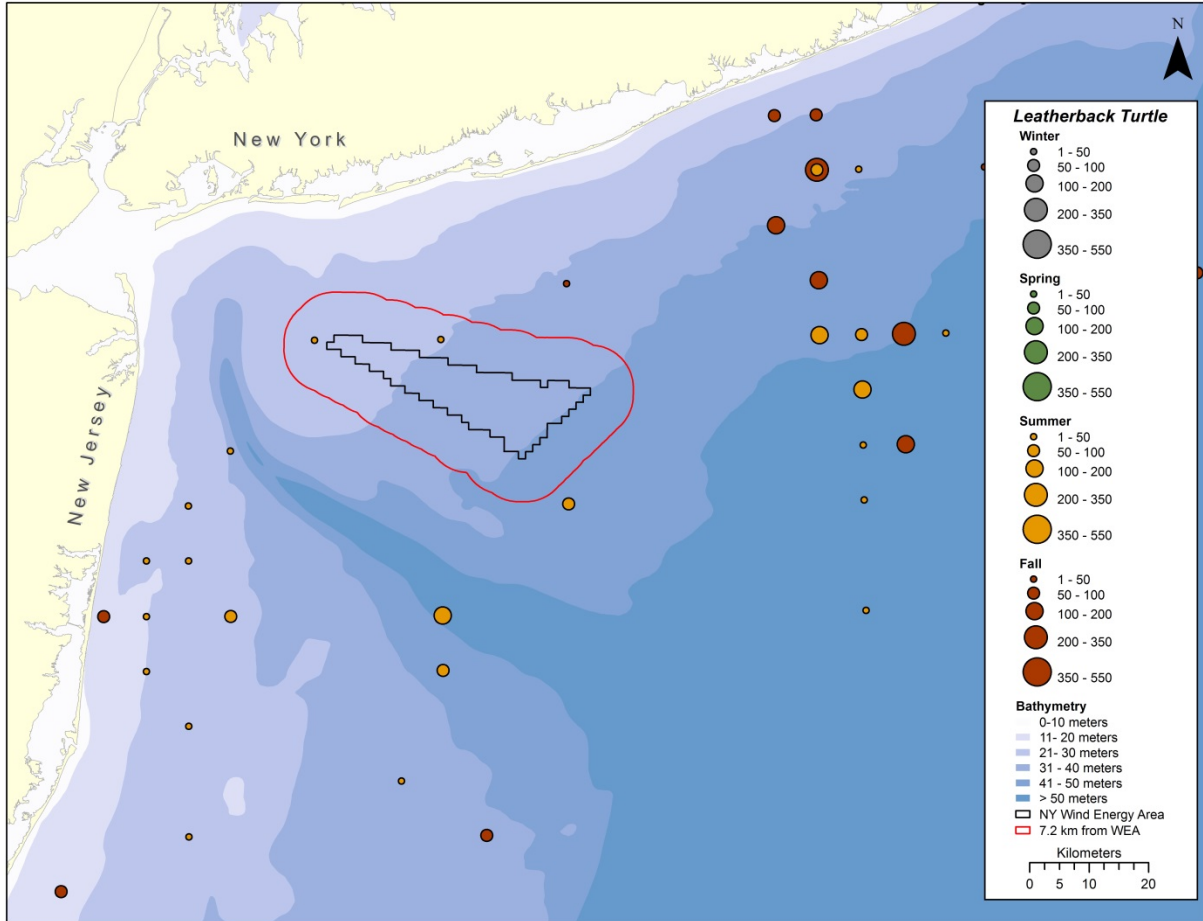 N
New York
New Jersey
Leatherback Turtle
Winter
1 - 50
50 - 100
100 - 200
200 - 350
350 - 550
Spring
1 - 50
50 - 100
100 - 200
200 - 350
350 - 550
Summer
1 - 50
50 - 100
100 - 200
200 - 350
350 - 550
Fall
1 - 50
50 - 100
100 - 200
200 - 350
350 - 550
Bathymetry
0-10 meters
11- 20 meters
21- 30 meters
31 - 40 meters
41 - 50 meters
> 50 meters
NY Wind Energy Area
7.2 km from WEA
Kilometers
0 5 10 20